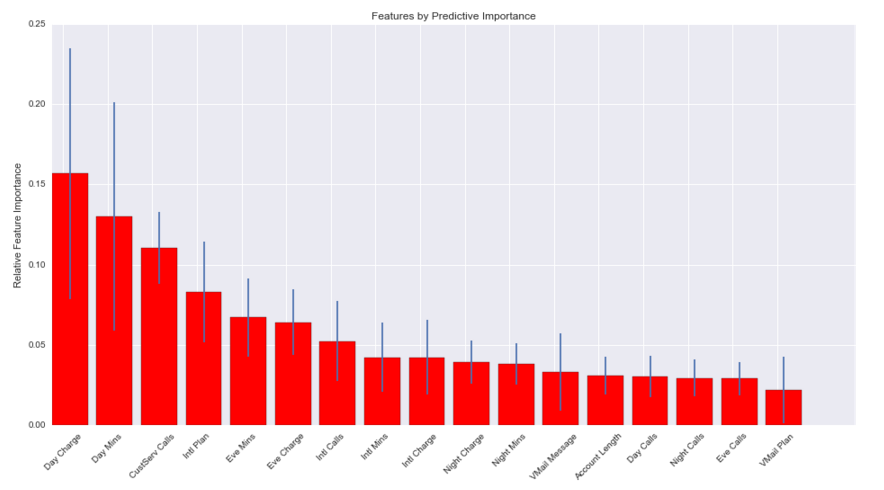 Features by Predictive Importance
0.25
0.20
0.15
0.10
0.05
0.00
Relative Feature Importance
Day Charge
Day Mins
CustServ Calls
Intl Plan
Eve Mins
Eve Charge
Intl Calls
Intl Mins
Intl Charge
Night Charge
Night Mins
VMail Message
Account Length
Day Calls
Night Calls
Eve Calls
VMail Plan